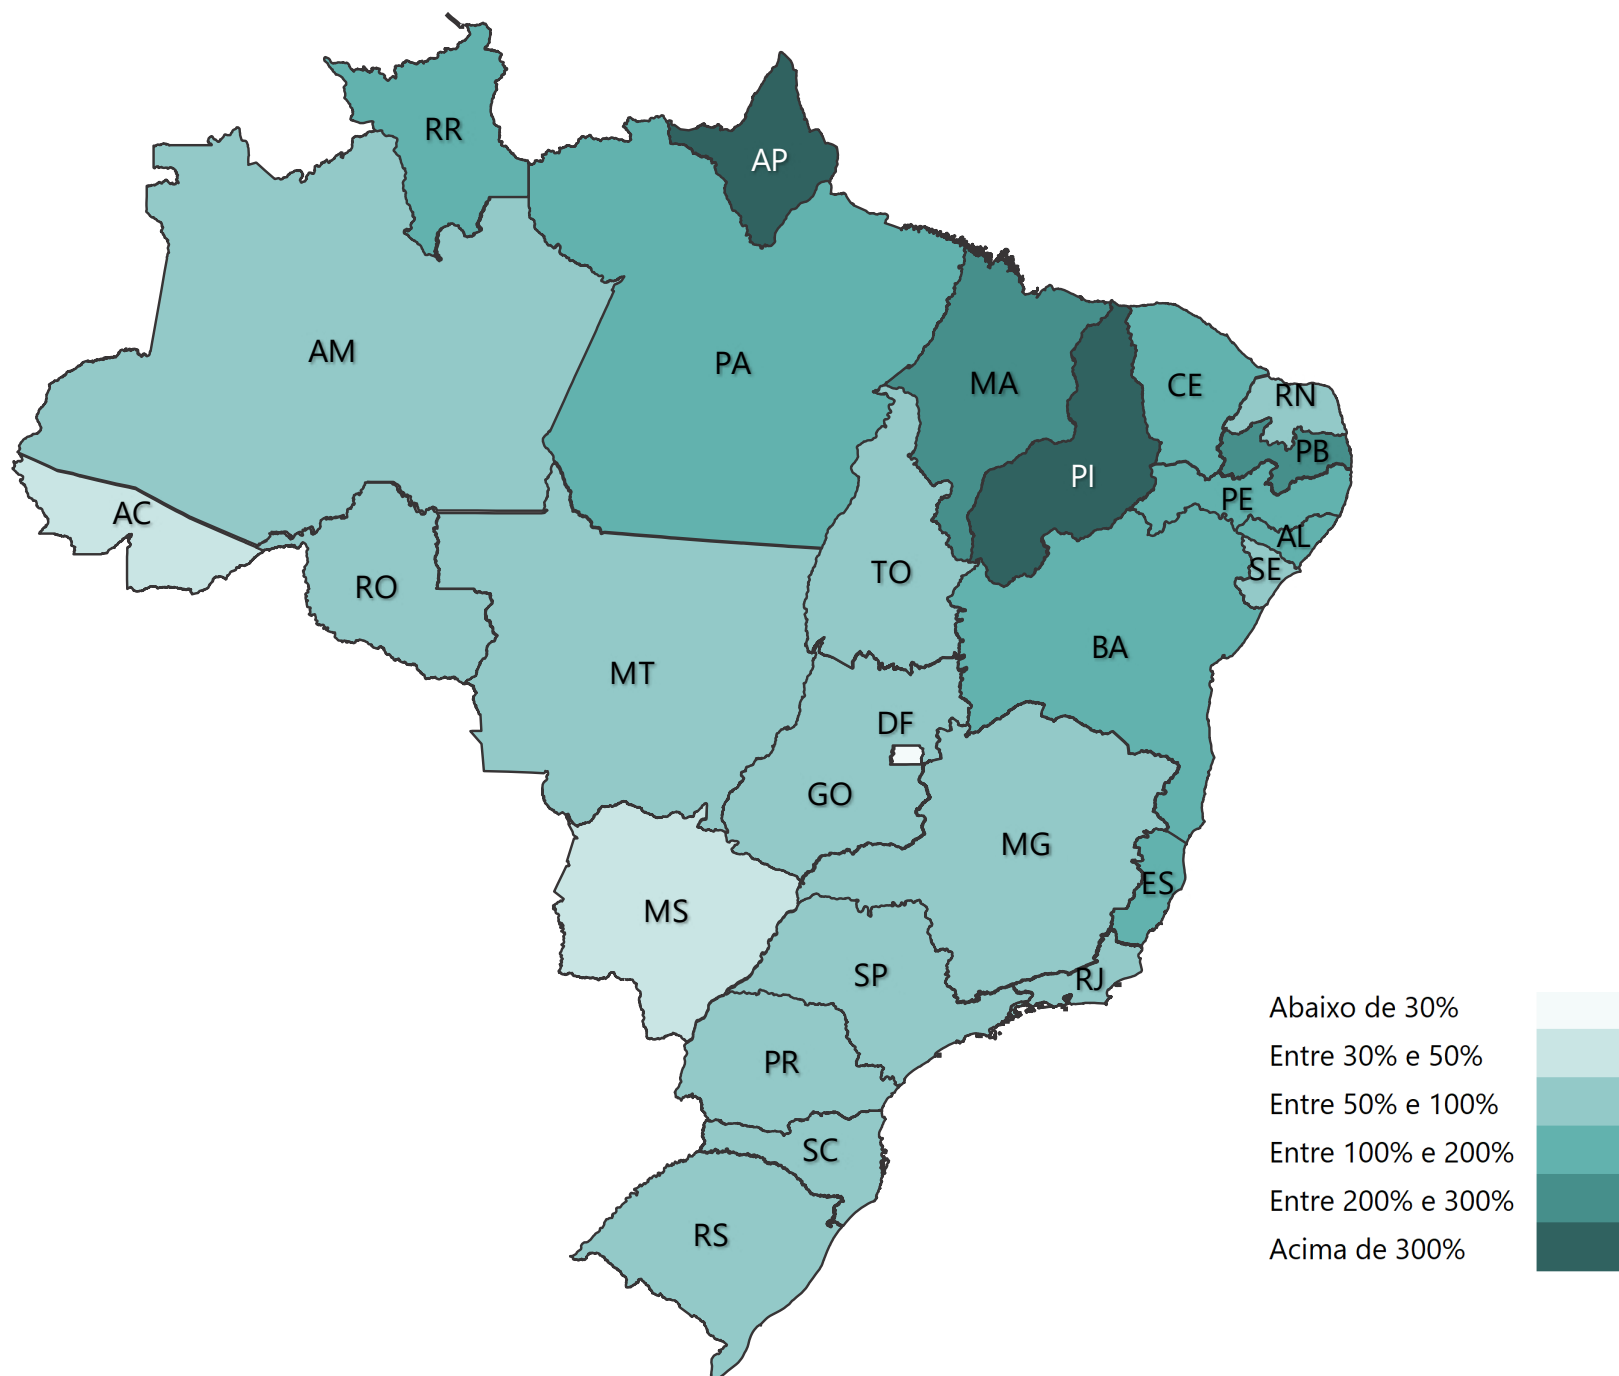 RR
AP
AM
PA
MA
CE
RN
PB
PI
PE
AC
AL
SE
TO
RO
BA
MT
DF
GO
MG
ES
MS
SP
RJ
PR
SC
RS
Abaixo de 30%
Entre 30% e 50%
Entre 50% e 100%
Entre 100% e 200%
Entre 200% e 300%
Acima de 300%